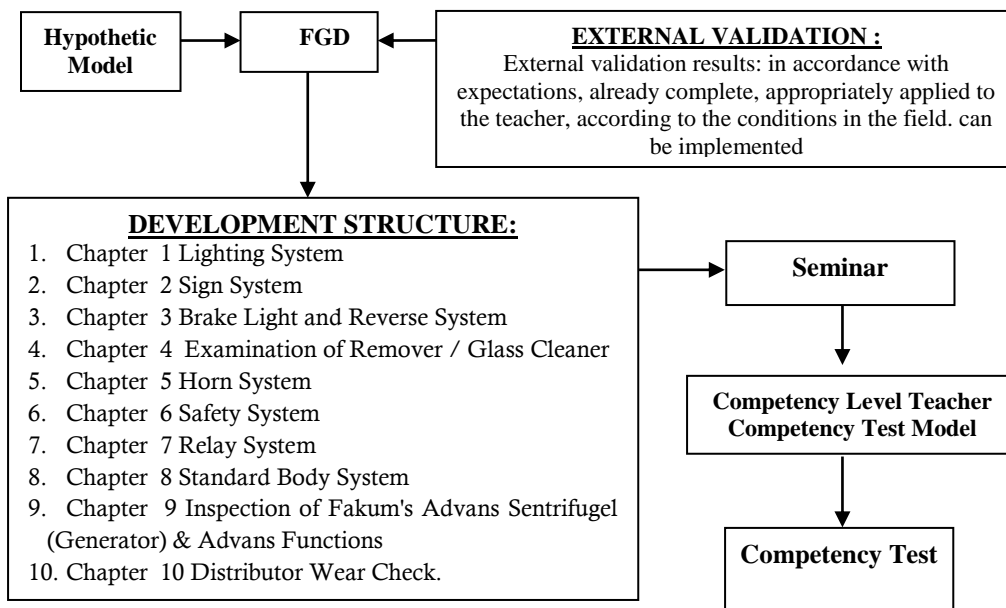 Hypothetic
Model
FGD
EXTERNAL VALIDATION :
External validation results: in accordance with
expectations, already complete, appropriately applied to
the teacher, according to the conditions in the field. can
be implemented
DEVELOPMENT STRUCTURE:
1. Chapter 1 Lighting System
2. Chapter 2 Sign System
3. Chapter 3 Brake Light and Reverse System
4. Chapter 4 Examination of Remover / Glass Cleaner
5. Chapter 5 Horn System
6. Chapter 6 Safety System
7. Chapter 7 Relay System
8. Chapter 8 Standard Body System
9. Chapter 9 Inspection of Fakum's Advans Sentrifugel
(Generator) & Advans Functions
10. Chapter 10 Distributor Wear Check.
Seminar
Competency Level Teacher
Competency Test Model
Competency Test